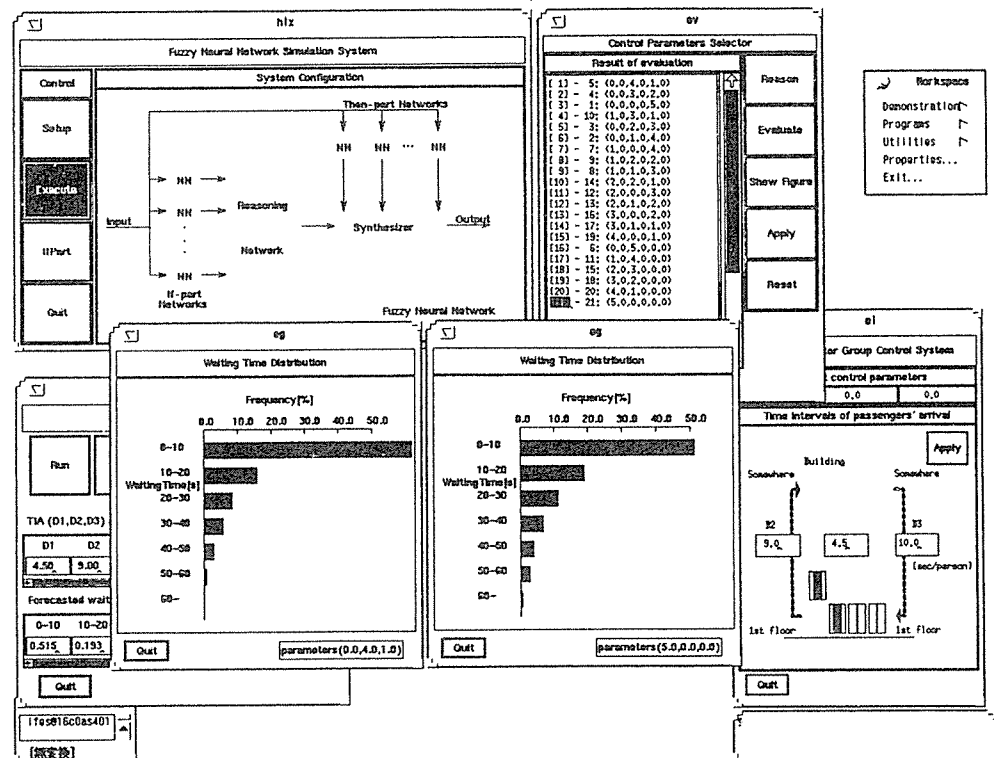 hlx
Fuzzy Neural Network Simulation System
Control
Setup
Execute
If Part
Quit
System Configuration
Then-part Networks
NN NN ... NN
NN
NN
NN
Input
Reasoning
Network
Synthesizer
Output
If-part
Networks
Fuzzy Neural Network
ev
Control Parameters Selector
Result of evaluation
[ 1] - 5: (0.0,4.0,1.0)
[ 2] - 4: (0.0,3.0,2.0)
[ 3] - 1: (0.0,0.0,5.0)
[ 4] - 10: (1.0,3.0,1.0)
[ 5] - 3: (0.0,2.0,3.0)
[ 6] - 2: (0.0,1.0,4.0)
[ 7] - 7: (1.0,0.0,4.0)
[ 8] - 9: (1.0,2.0,2.0)
[ 9] - 8: (1.0,1.0,3.0)
[10] - 14: (2.0,2.0,1.0)
[11] - 12: (2.0,0.0,3.0)
[12] - 13: (2.0,1.0,2.0)
[13] - 16: (3.0,0.0,2.0)
[14] - 17: (3.0,1.0,1.0)
[15] - 19: (4.0,0.0,1.0)
[16] - 6: (0.0,5.0,0.0)
[17] - 11: (1.0,4.0,0.0)
[18] - 15: (2.0,3.0,0.0)
[19] - 18: (3.0,2.0,0.0)
[20] - 20: (4.0,1.0,0.0)
- 21: (5.0,0.0,0.0)
Reason
Evaluate
Show Figure
Apply
Reset
Workspace
Demonstration
Programs
Utilities
Properties...
Exit...
eg
Waiting Time Distribution
Frequency[%]
0.0 10.0 20.0 30.0 40.0 50.0
0-10
10-20
Waiting Time[s]
20-30
30-40
40-50
50-60
60-
Quit
parameters(0.0,4.0,1.0)
eg
Waiting Time Distribution
Frequency[%]
0.0 10.0 20.0 30.0 40.0 50.0
0-10
10-20
Waiting Time[s]
20-30
30-40
40-50
50-60
60-
Quit
parameters(5.0,0.0,0.0)
Run
TIA (D1,D2,D3)
D1 D2
4.50 9.00
Forecasted wait
0-10 10-20
0.515 0.193
Quit
el
or Group Control System
control parameters
0.0 0.0
Time intervals of passengers' arrival
Apply
Building
Somewhere Somewhere
D2 D3
9.0 4.5 10.0
[sec/person]
1st floor 1st floor
Quit